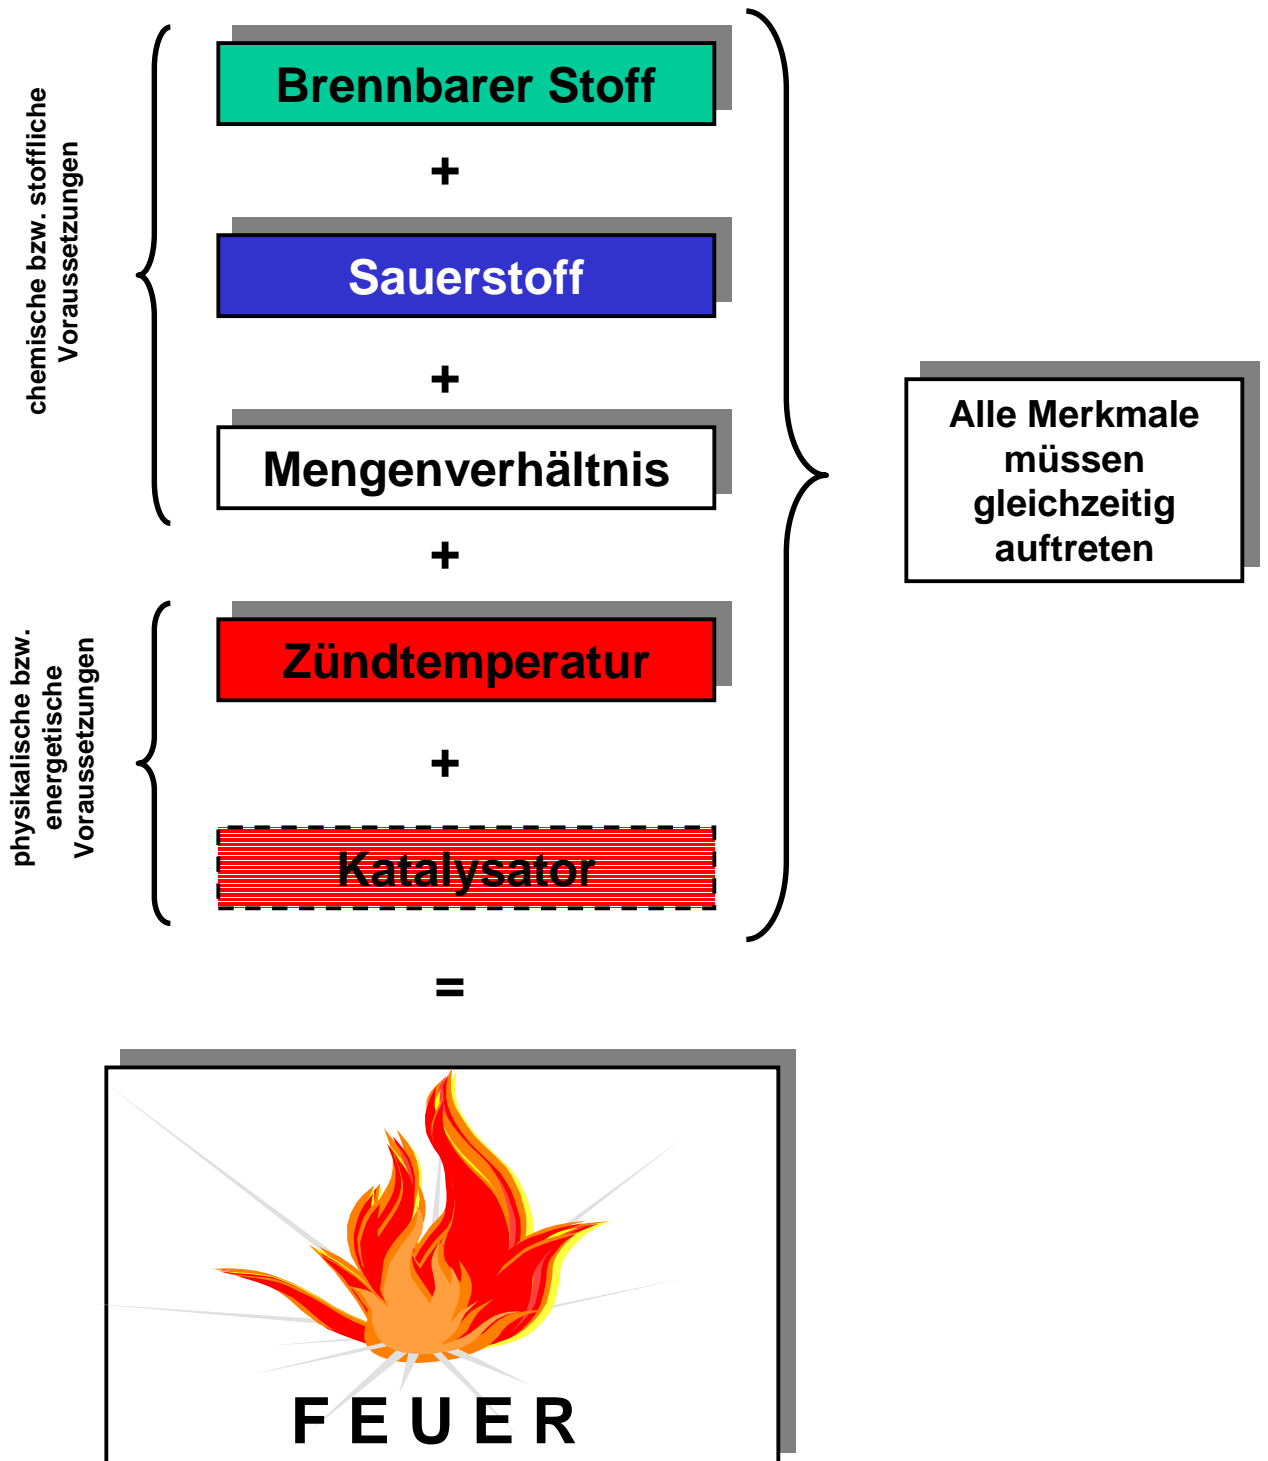 chemische bzw. stoffliche
Voraussetzungen
Brennbarer Stoff
+
Sauerstoff
+
Mengenverhältnis
+
physikalische bzw.
energetische
Voraussetzungen
Zündtemperatur
+
Katalysator
=
F E U E R
Alle Merkmale
müssen
gleichzeitig
auftreten